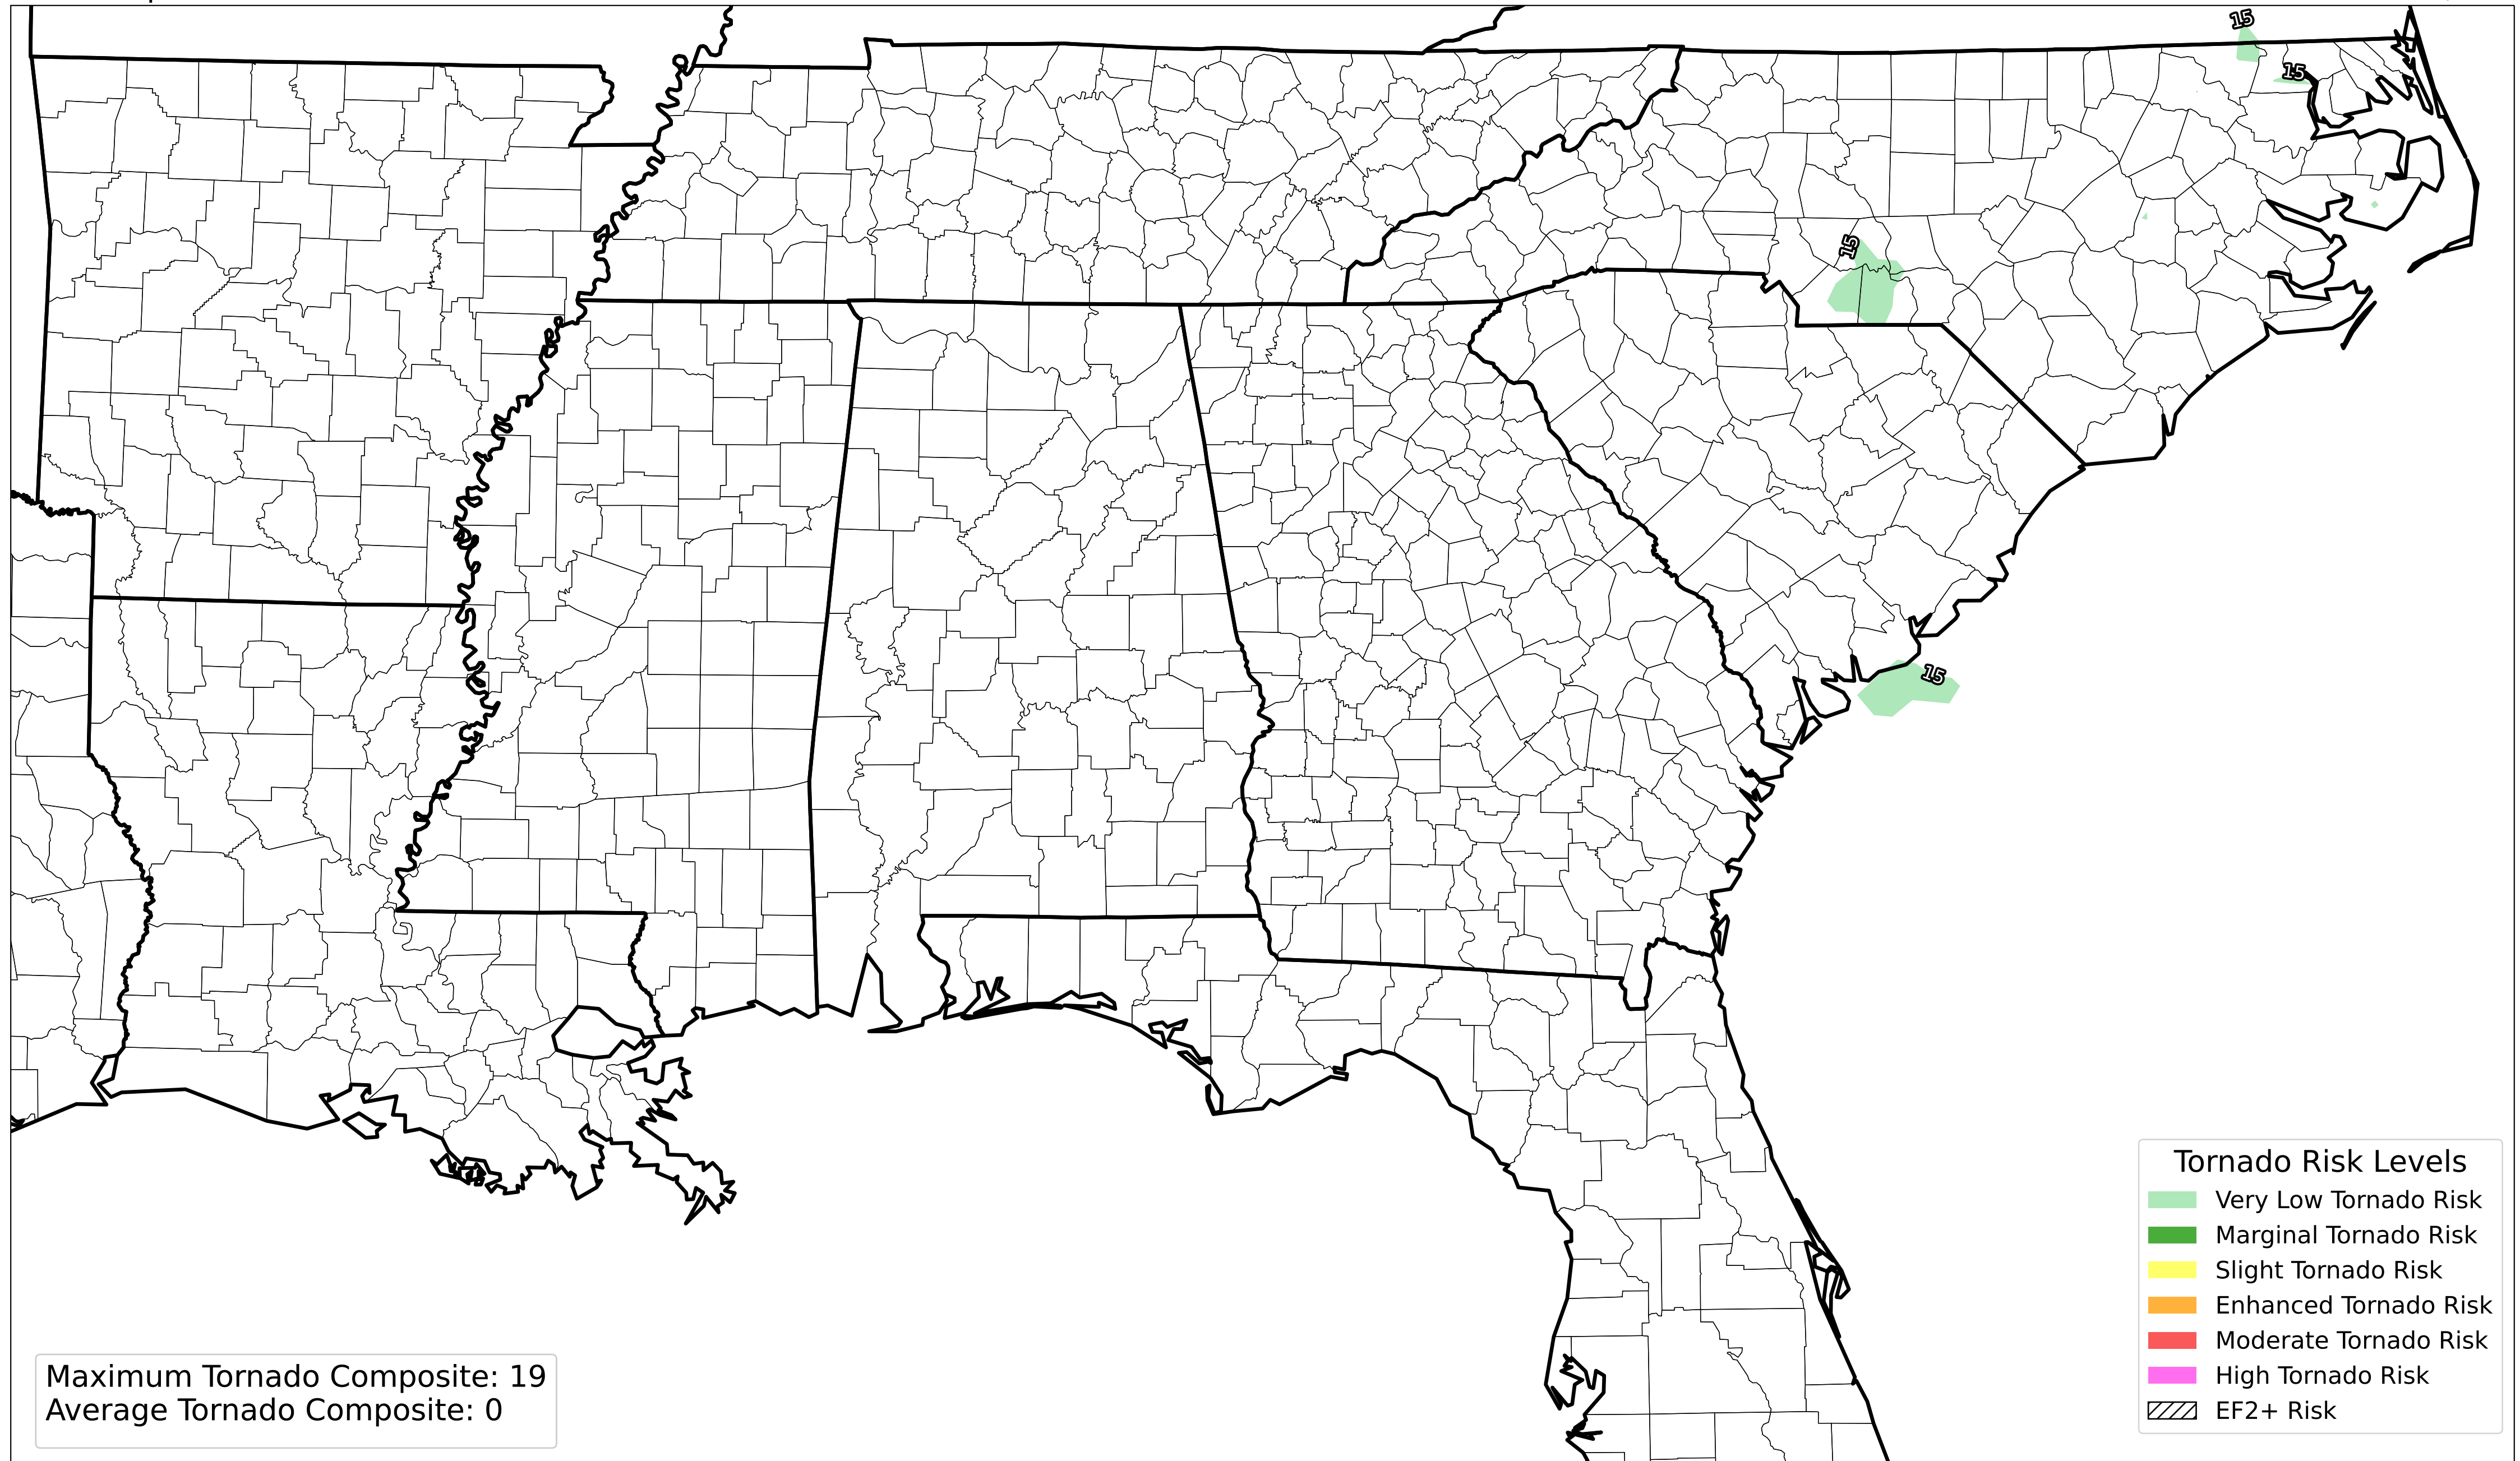 15
15
15
15
Tornado Risk Levels
Very Low Tornado Risk
Marginal Tornado Risk
Slight Tornado Risk
Enhanced Tornado Risk
Moderate Tornado Risk
High Tornado Risk
EF2+ Risk
Maximum Tornado Composite: 19
Average Tornado Composite: 0